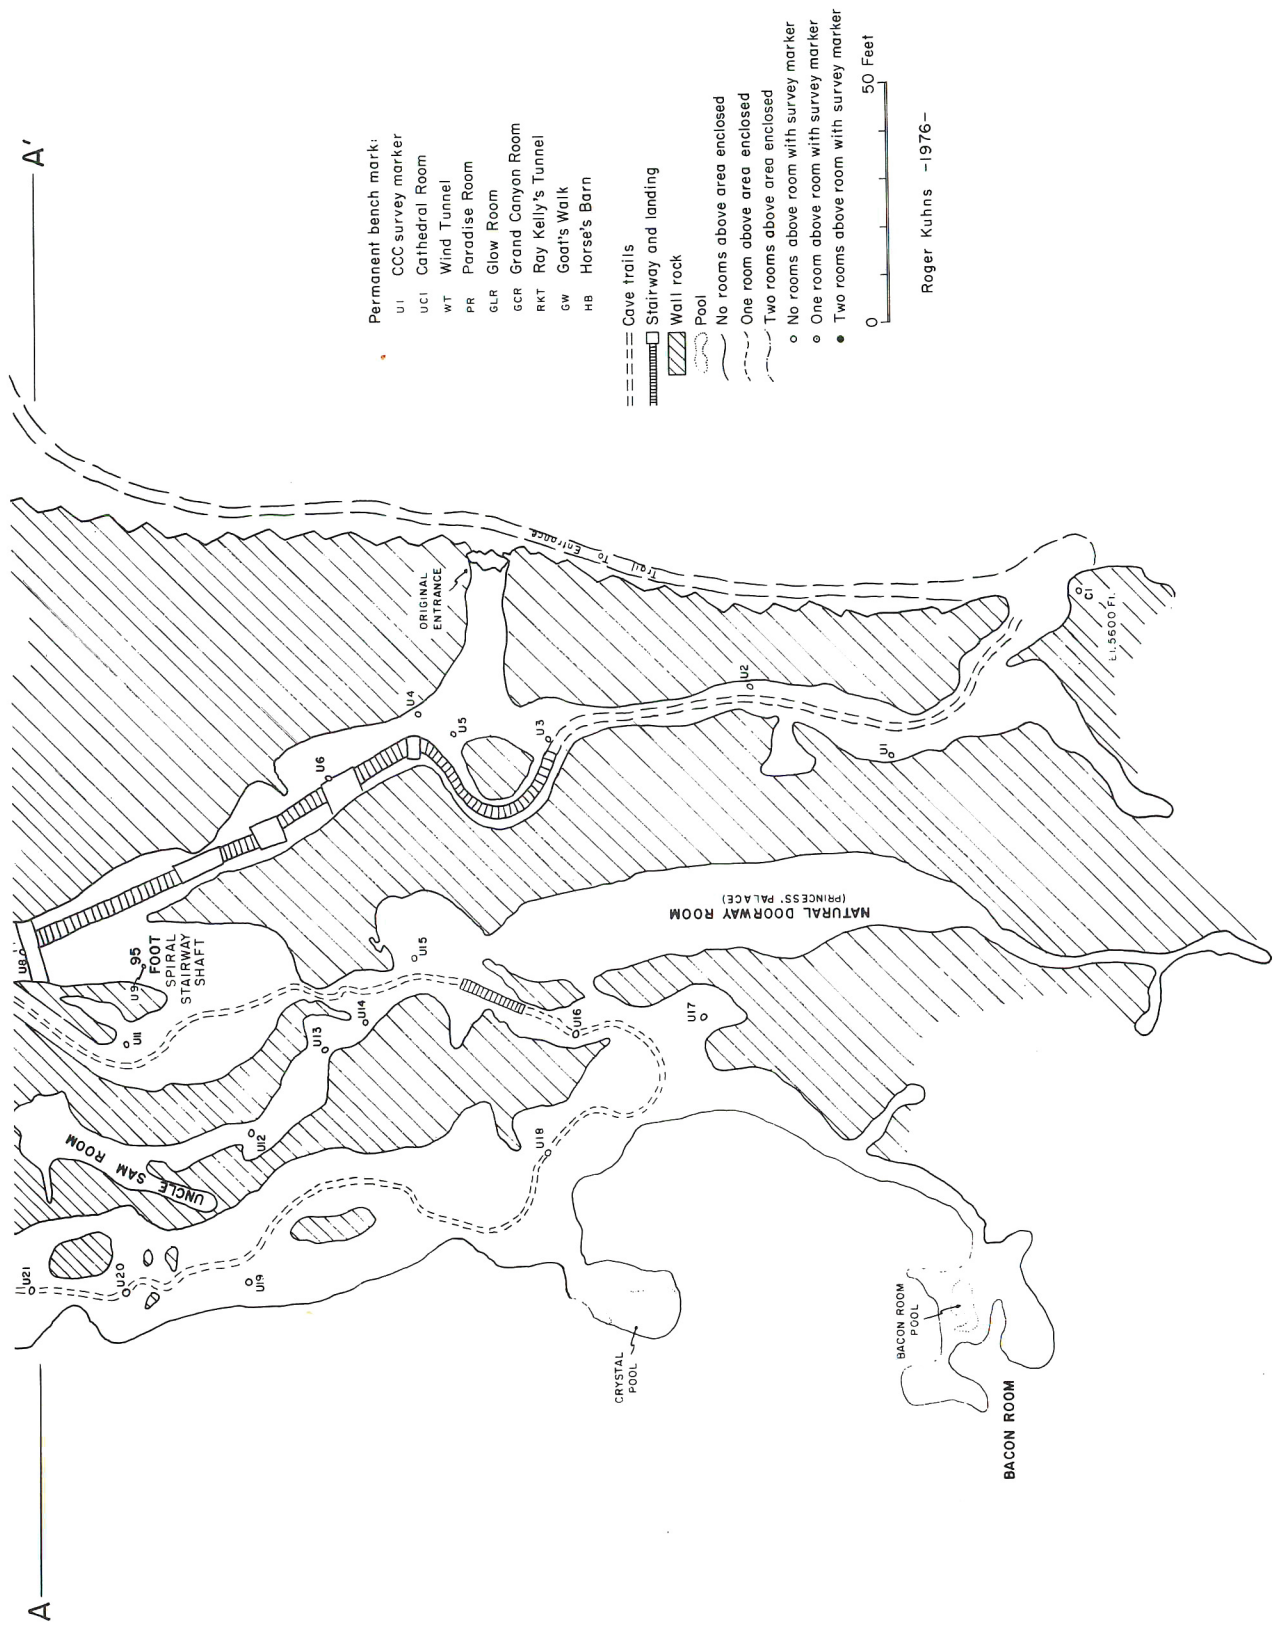 A'
Permanent bench mark:
U1 CCC survey marker
UC1 Cathedral Room
WT Wind Tunnel
PR Paradise Room
GLR Glow Room
GCR Grand Canyon Room
RKT Ray Kelly's Tunnel
GW Goat's Walk
HB Horse's Barn
Cave trails
Stairway and landing
Wall rock
Pool
No rooms above area enclosed
One room above area enclosed
Two rooms above area enclosed
No rooms above room with survey marker
One room above room with survey marker
Two rooms above room with survey marker
0 50 Feet
Roger Kuhns -1976-
Trail To Entrance
ORIGINAL
ENTRANCE
C1
El. 5600 Ft.
U4
U5
U3
U2
U1
U6
U8
95
FOOT
SPIRAL
STAIRWAY
SHAFT
U9
U11
U13
U14
U15
U16
U17
NATURAL DOORWAY ROOM
(PRINCESS' PALACE)
U12
UNCLE SAM ROOM
U18
U19
U20
U21
CRYSTAL
POOL
BACON ROOM
POOL
BACON ROOM
A